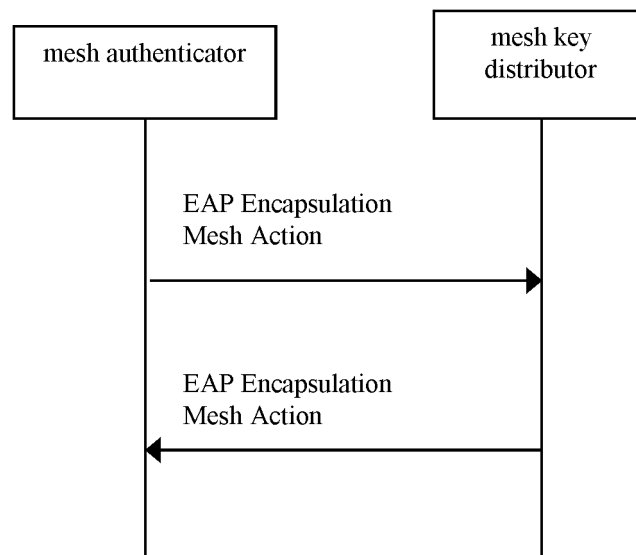 mesh authenticator
mesh key
distributor
EAP Encapsulation
Mesh Action
EAP Encapsulation
Mesh Action